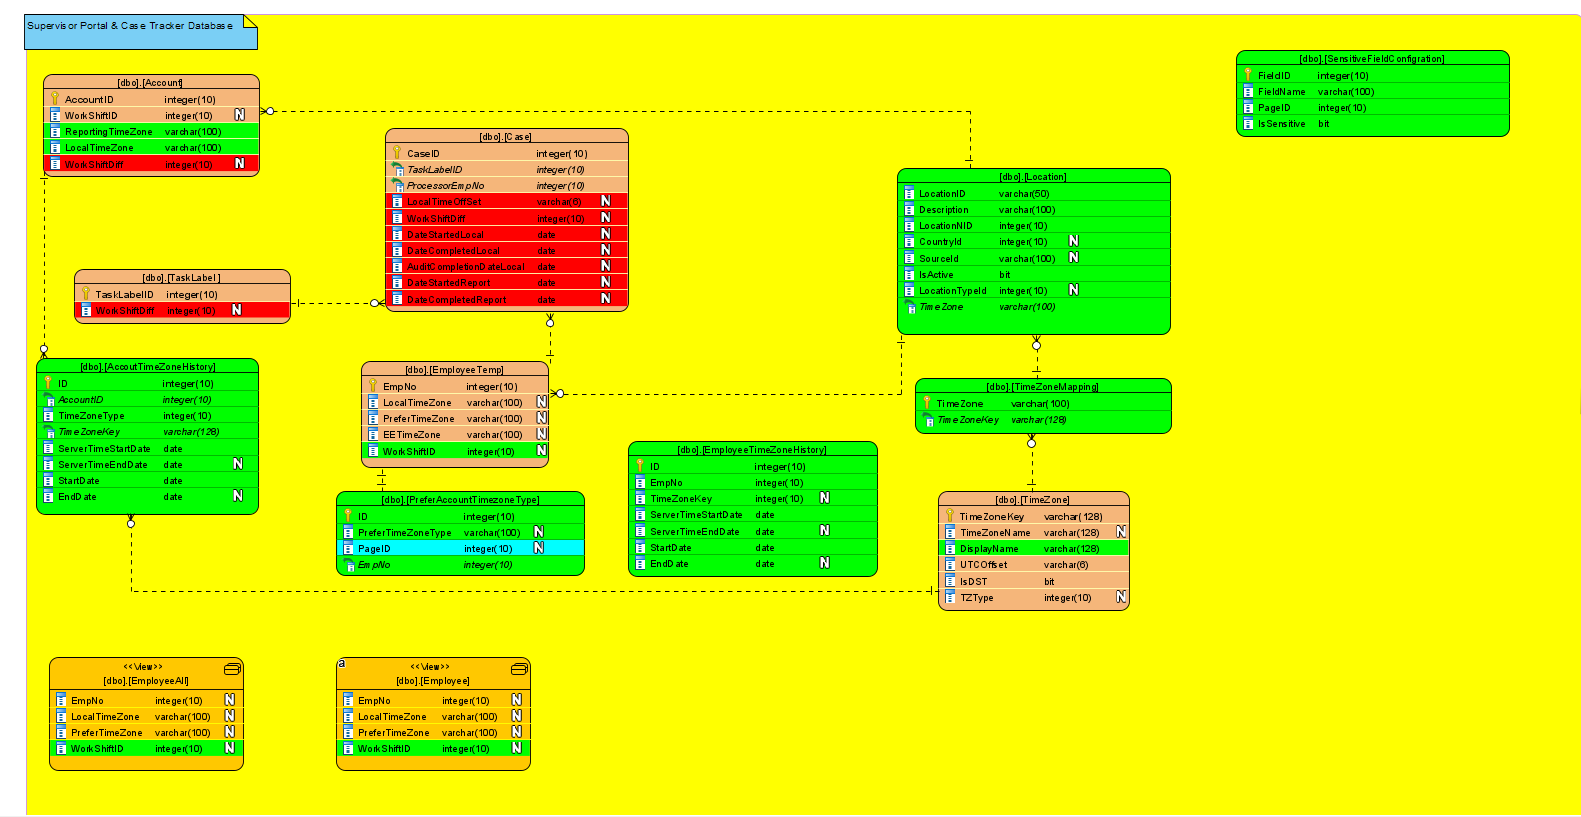 Supervisor Portal & Case Tracker Database
[dbo].[Account]
AccountID integer(10)
WorkShiftID integer(10) N
ReportingTimeZone varchar(100)
LocalTimeZone varchar(100)
WorkShiftDiff integer(10) N
[dbo].[SensitiveFieldConfigration]
FieldID integer(10)
FieldName varchar(100)
PageID integer(10)
IsSensitive bit
[dbo].[Case]
CaseID integer(10)
TaskLabelID integer(10)
ProcessorEmpNo integer(10)
LocalTimeOffSet varchar(6) N
WorkShiftDiff integer(10) N
DateStartedLocal date N
DateCompletedLocal date N
AuditCompletionDateLocal date N
DateStartedReport date N
DateCompletedReport date N
[dbo].[Location]
LocationID varchar(50)
Description varchar(100)
LocationNID integer(10)
CountryId integer(10) N
SourceId varchar(100) N
IsActive bit
LocationTypeId integer(10) N
TimeZone varchar(100)
[dbo].[TaskLabel ]
TaskLabelID integer(10)
WorkShiftDiff integer(10) N
[dbo].[AccoutTimeZoneHistory]
ID integer(10)
AccountID integer(10)
TimeZoneType integer(10)
TimeZoneKey varchar(128)
ServerTimeStartDate date
ServerTimeEndDate date N
StartDate date
EndDate date N
[dbo].[EmployeeTemp]
EmpNo integer(10)
LocalTimeZone varchar(100) N
PreferTimeZone varchar(100) N
EETimeZone varchar(100) N
WorkShiftID integer(10) N
[dbo].[TimeZoneMapping]
TimeZone varchar(100)
TimeZoneKey varchar(128)
[dbo].[EmployeeTimeZoneHistory]
ID integer(10)
EmpNo integer(10)
TimeZoneKey integer(10) N
ServerTimeStartDate date
ServerTimeEndDate date N
StartDate date
EndDate date N
[dbo].[PreferAccountTimezoneType]
ID integer(10)
PreferTimeZoneType varchar(100) N
PageID integer(10) N
EmpNo integer(10)
[dbo].[TimeZone]
TimeZoneKey varchar(128)
TimeZoneName varchar(128) N
DisplayName varchar(128)
UTCOffset varchar(6)
IsDST bit
TZType integer(10) N
<<View>>
[dbo].[EmployeeAll]
EmpNo integer(10) N
LocalTimeZone varchar(100) N
PreferTimeZone varchar(100) N
WorkShiftID integer(10) N
a
<<View>>
[dbo].[Employee]
EmpNo integer(10) N
LocalTimeZone varchar(100) N
PreferTimeZone varchar(100) N
WorkShiftID integer(10) N